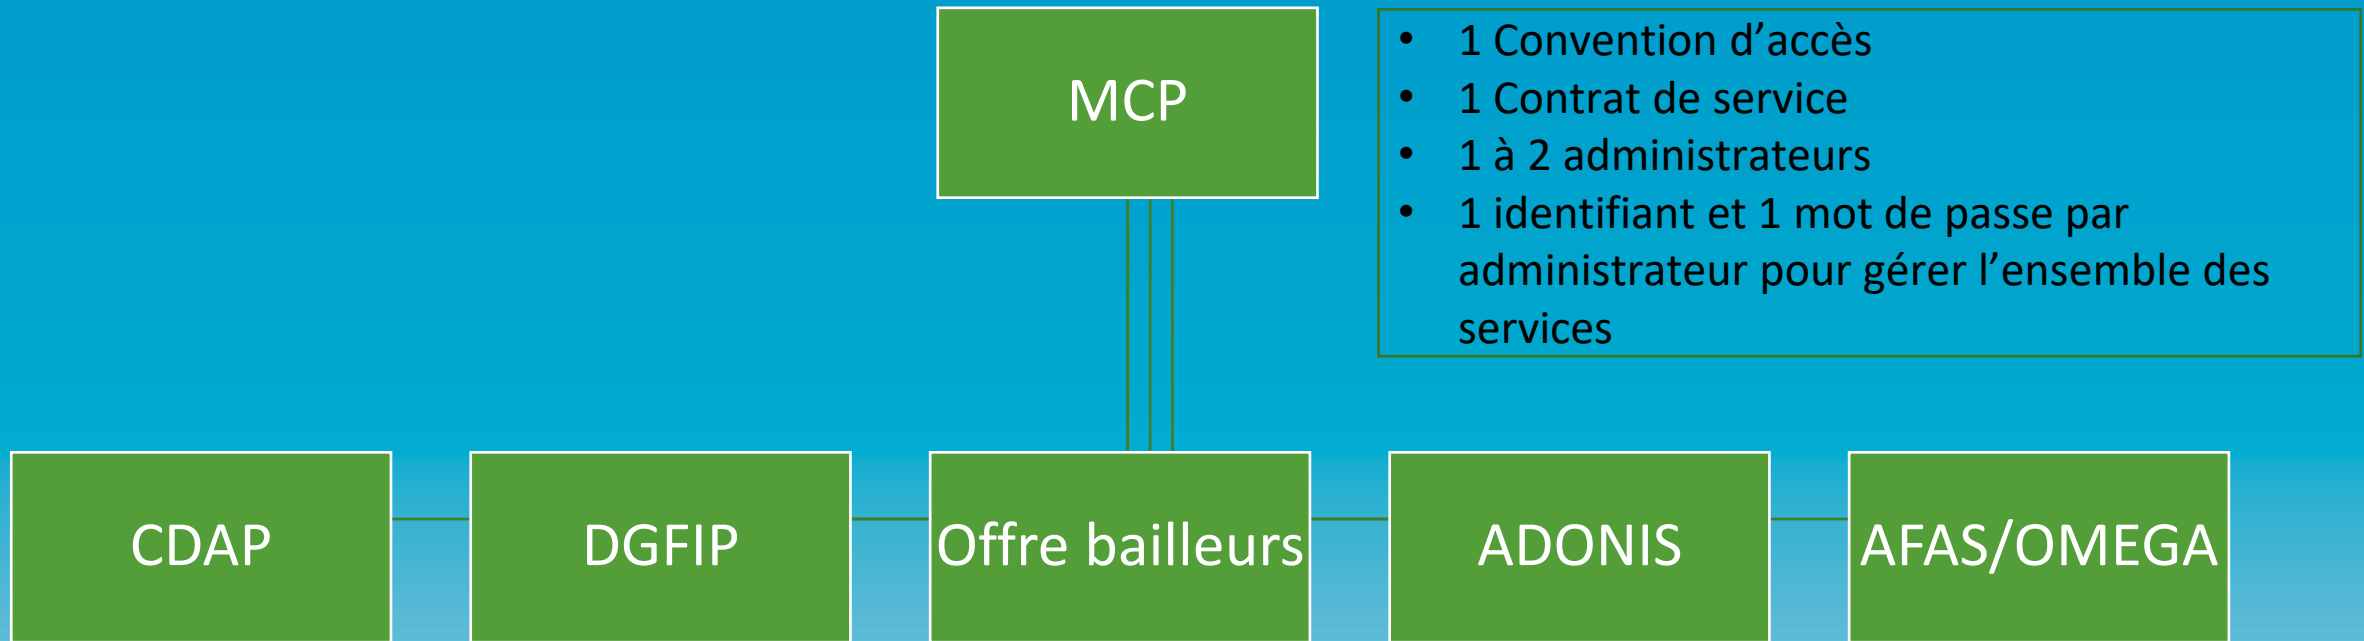 MCP
• 1 Convention d’accès
• 1 Contrat de service
• 1 à 2 administrateurs
• 1 identifiant et 1 mot de passe par
administrateur pour gérer l’ensemble des
services
CDAP
DGFIP
Offre bailleurs
ADONIS
AFAS/OMEGA